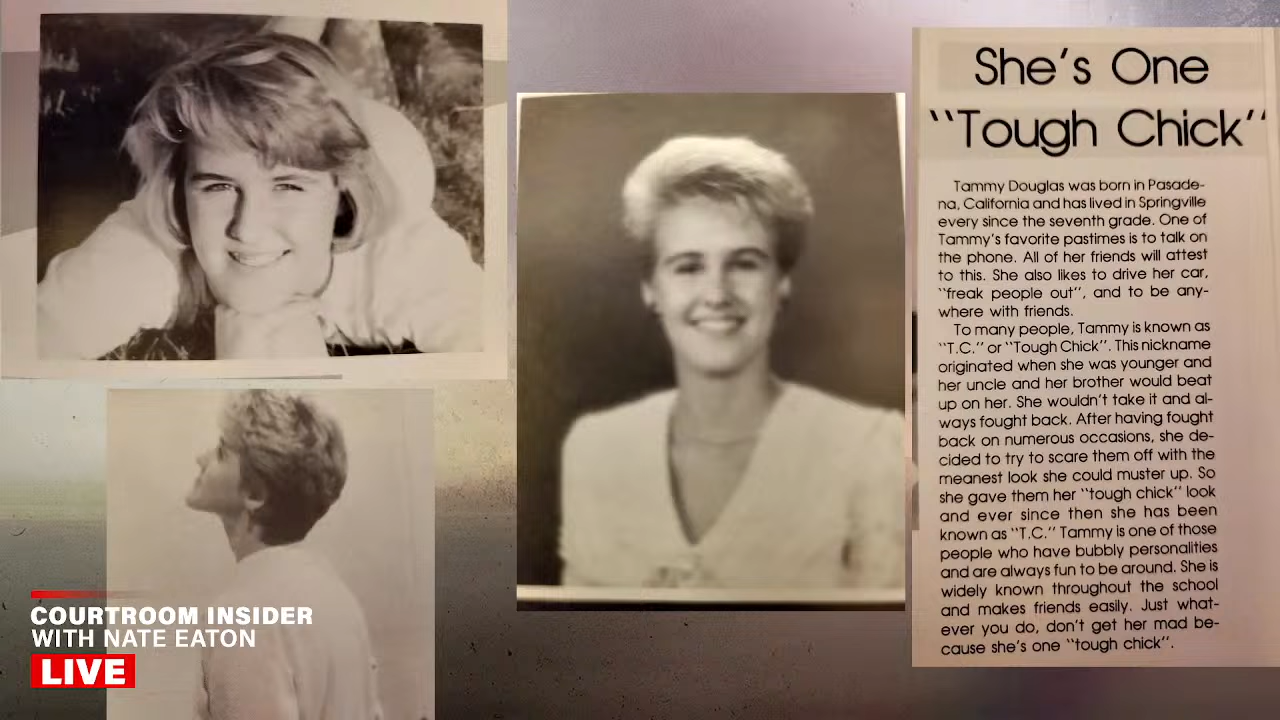 She's One
"Tough Chick"
Tammy Douglas was born in Pasade-
na, California and has lived in Springville
every since the seventh grade. One of
Tammy's favorite pastimes is to talk on
the phone. All of her friends will attest
to this. She also likes to drive her car,
"freak people out", and to be any-
where with friends.
To many people, Tammy is known as
"T.C." or "Tough Chick". This nickname
originated when she was younger and
her uncle and her brother would beat
up on her. She wouldn't take it and al-
ways fought back. After having fought
back on numerous occasions, she de-
cided to try to scare them off with the
meanest look she could muster up. So
she gave them her "tough chick" look
and ever since then she has been
known as "T.C." Tammy is one of those
people who have bubbly personalities
and are always fun to be around. She is
widely known throughout the school
and makes friends easily. Just what-
ever you do, don't get her mad be-
cause she's one "tough chick".
COURTROOM INSIDER
WITH NATE EATON
LIVE